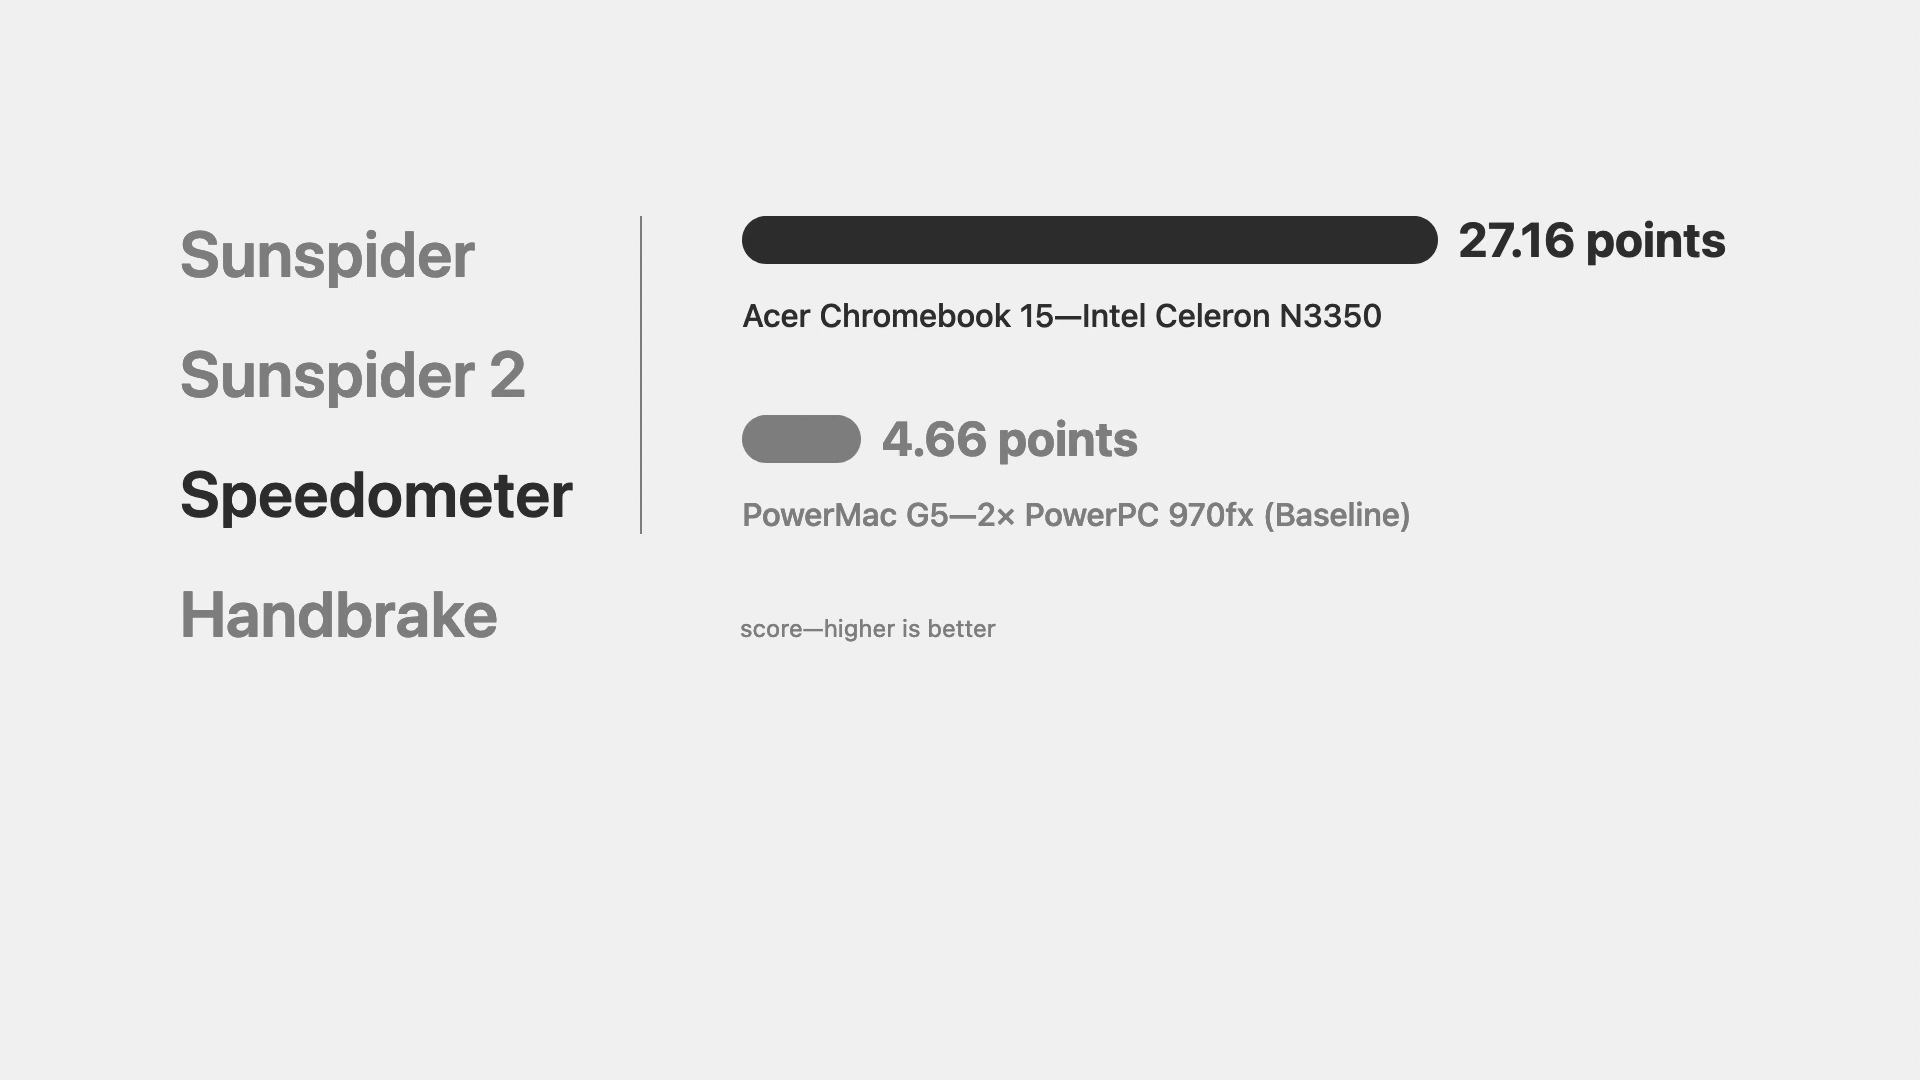 Sunspider
Sunspider 2
Speedometer
Handbrake
27.16 points
Acer Chromebook 15—Intel Celeron N3350
4.66 points
PowerMac G5—2× PowerPC 970fx (Baseline)
score—higher is better